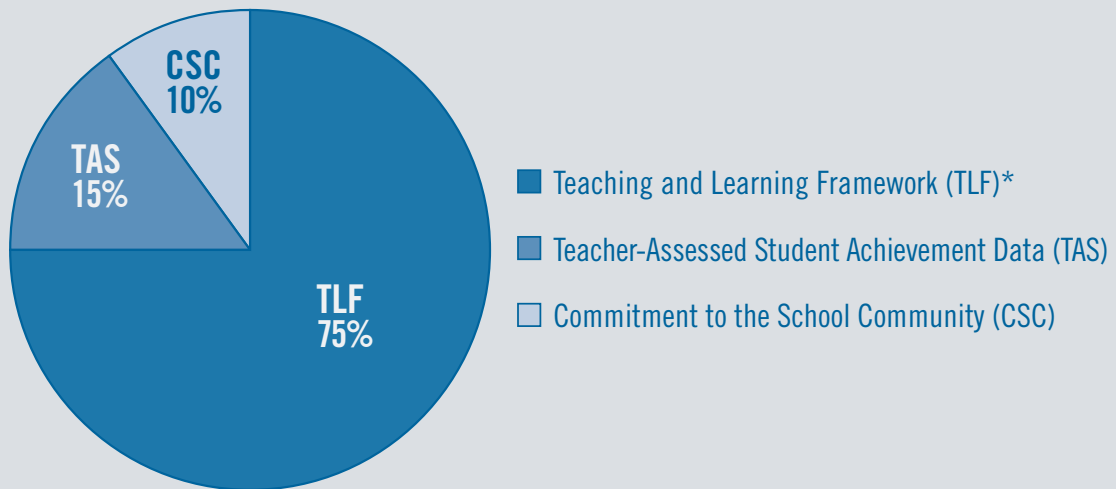 CSC
10%
TAS
15%
TLF
75%
Teaching and Learning Framework (TLF)*
Teacher-Assessed Student Achievement Data (TAS)
Commitment to the School Community (CSC)